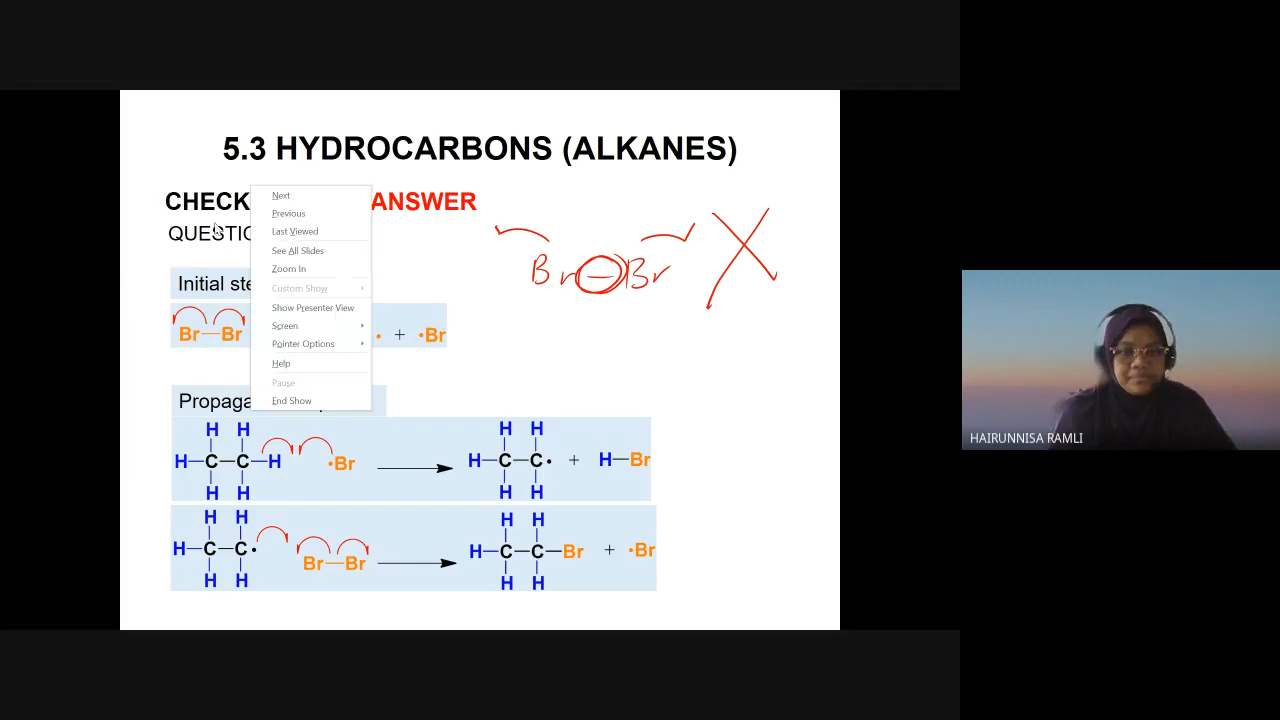 5.3 HYDROCARBONS (ALKANES)
CHECK ANSWER
QUESTIO
Next
Previous
Last Viewed
See All Slides
Zoom In
Custom Show
Show Presenter View
Screen
Pointer Options
Help
Pause
End Show
Br — Br
Initial ste
Br—Br • + •Br
Propaga
H H
H—C—C—H •Br
H H
H H
H—C—C• + H—Br
H H
H H
H—C—C• Br—Br
H H
H H
H—C—C—Br + •Br
H H
HAIRUNNISA RAMLI